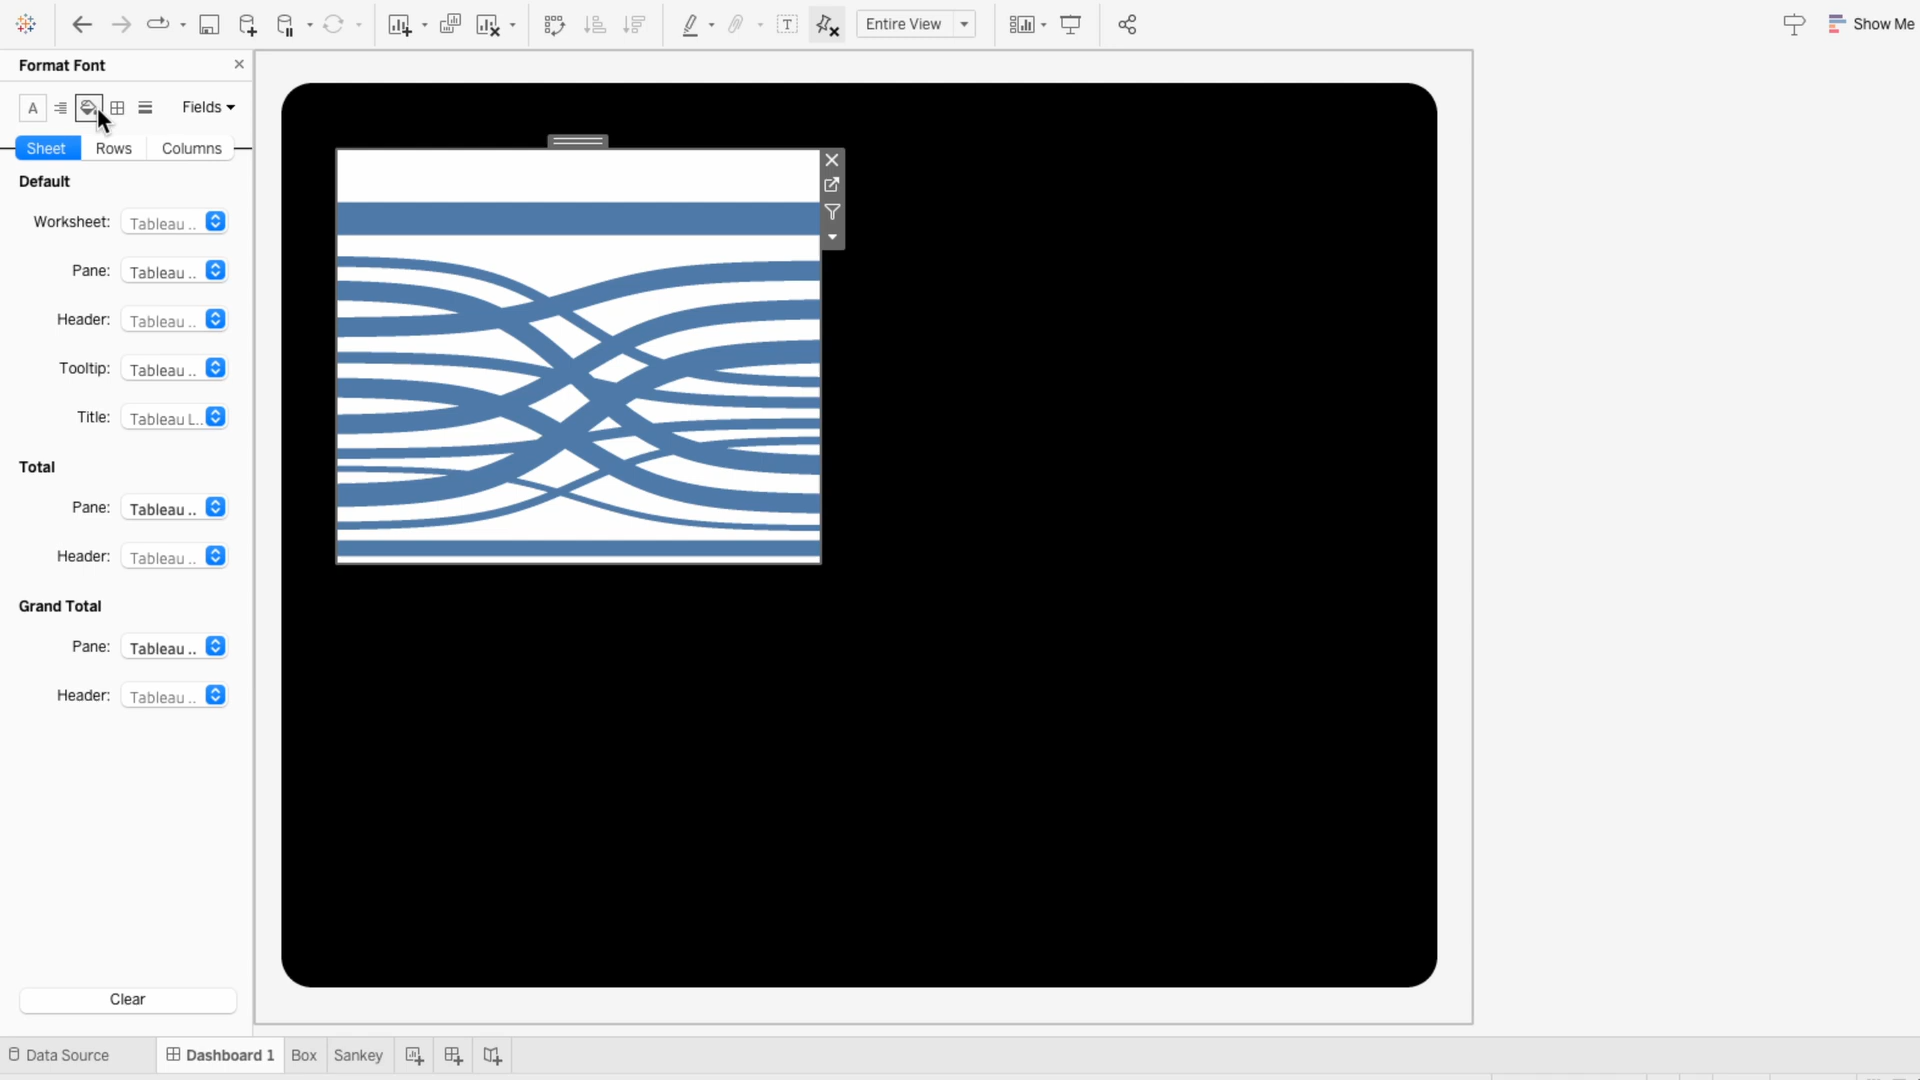 Entire View
Show Me
Format Font
A
Fields
Sheet
Rows
Columns
Default
Worksheet: Tableau ..
Pane: Tableau ..
Header: Tableau ..
Tooltip: Tableau ..
Title: Tableau L..
Total
Pane: Tableau ..
Header: Tableau ..
Grand Total
Pane: Tableau ..
Header: Tableau ..
Clear
Data Source
Dashboard 1
Box
Sankey